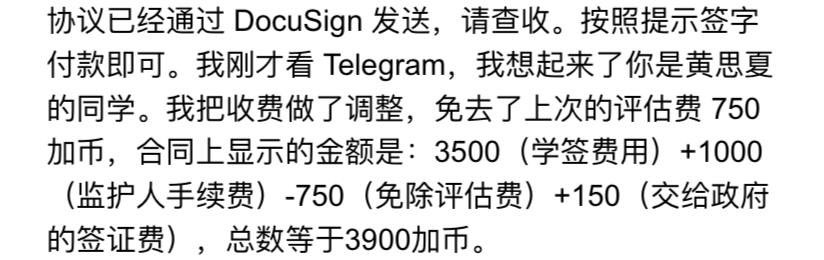 协议已经通过 DocuSign 发送，请查收。按照提示签字
付款即可。我刚才看 Telegram，我想起来了你是黄思夏
的同学。我把收费做了调整，免去了上次的评估费 750
加币，合同上显示的金额是：3500（学签费用）+1000
（监护人手续费）-750（免除评估费）+150（交给政府
的签证费），总数等于3900加币。